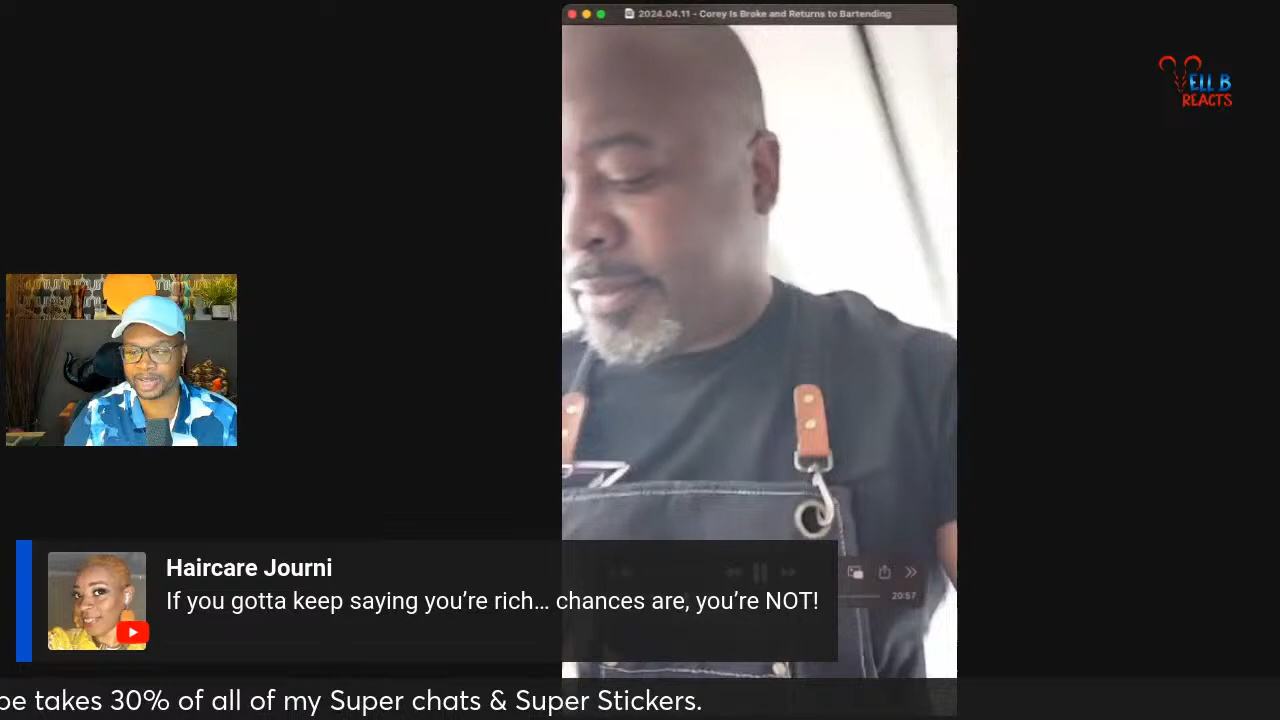 2024.04.11 - Corey Is Broke and Returns to Bartending
ELL B
REACTS
Haircare Journi
If you gotta keep saying you’re rich… chances are, you’re NOT!
20:57
be takes 30% of all of my Super chats & Super Stickers.